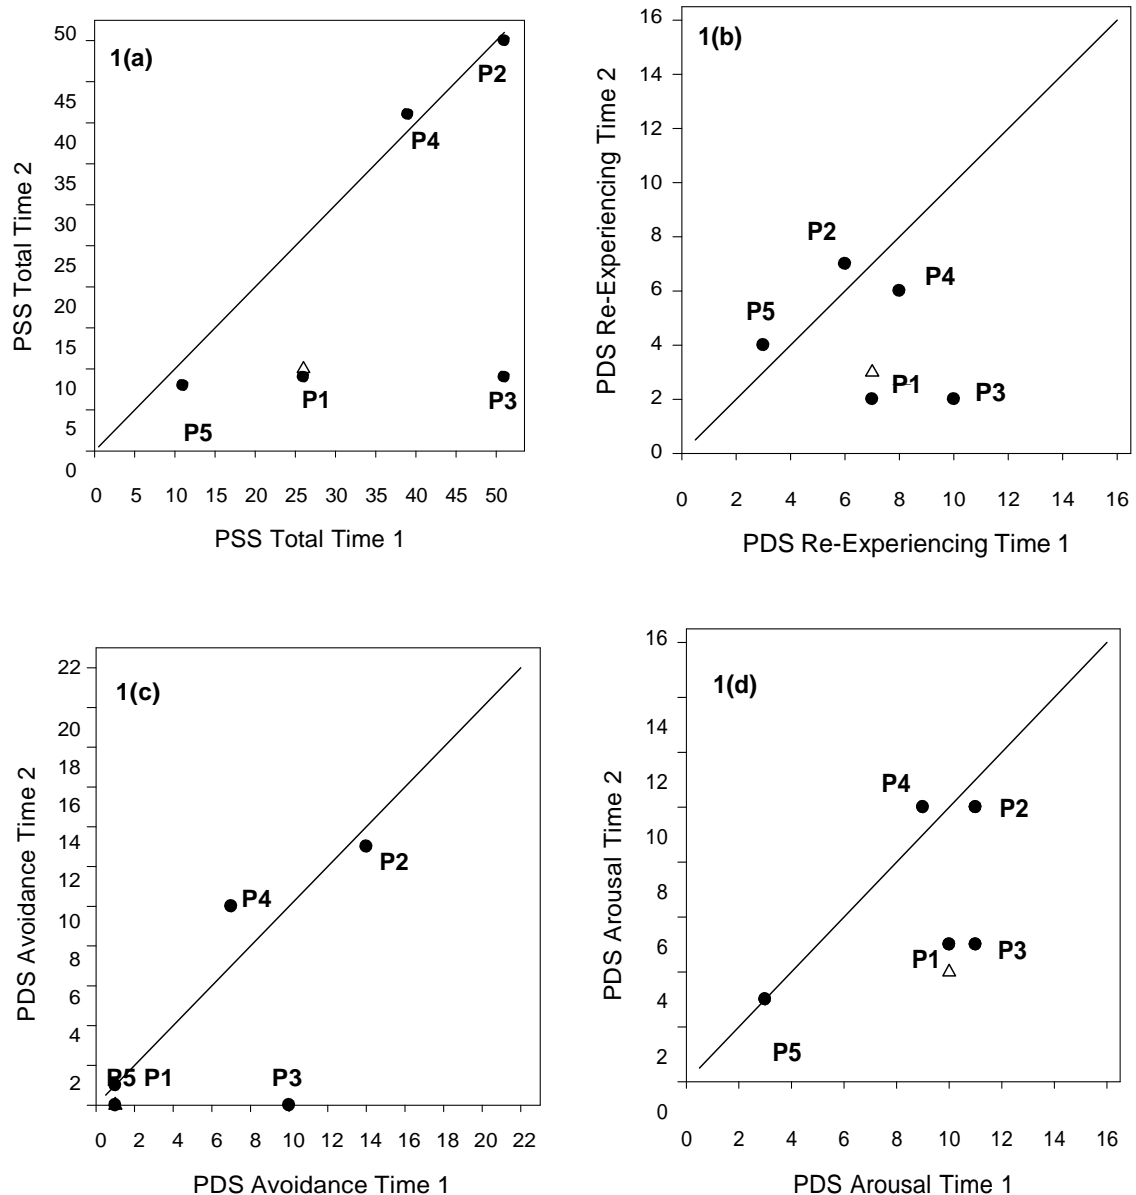 1(a)
PSS Total Time 2
50
45
40
35
30
25
20
15
10
5
0
P2
P4
P1
P3
P5
0 5 10 15 20 25 30 35 40 45 50
PSS Total Time 1
1(b)
PDS Re-Experiencing Time 2
16
14
12
10
8
6
4
2
0
P2
P4
P5
P1
P3
0 2 4 6 8 10 12 14 16
PDS Re-Experiencing Time 1
1(c)
PDS Avoidance Time 2
22
20
18
16
14
12
10
8
6
4
2
0 2 4 6 8 10 12 14 16 18 20 22
P2
P4
P5 P1
P3
PDS Avoidance Time 1
1(d)
PDS Arousal Time 2
16
14
12
10
8
6
4
2
0
P4
P2
P1
P3
P5
0 2 4 6 8 10 12 14 16
PDS Arousal Time 1